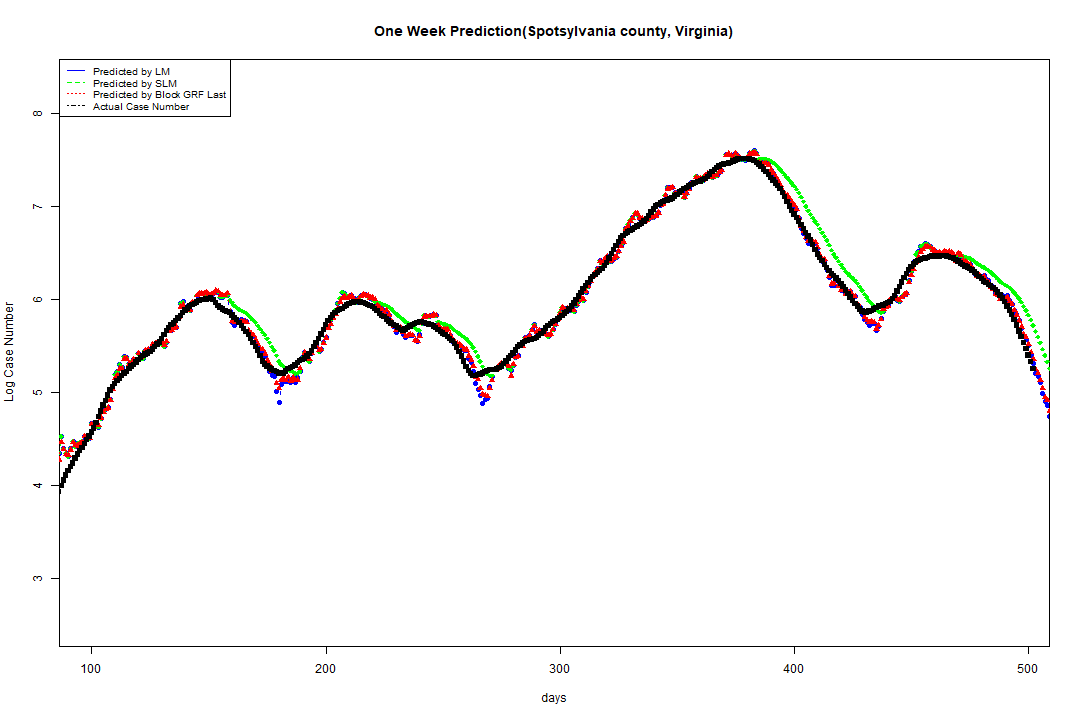 One Week Prediction(Spotsylvania county, Virginia)
Predicted by LM
Predicted by SLM
Predicted by Block GRF Last
Actual Case Number
8
7
6
5
4
3
Log Case Number
100 200 300 400 500
days